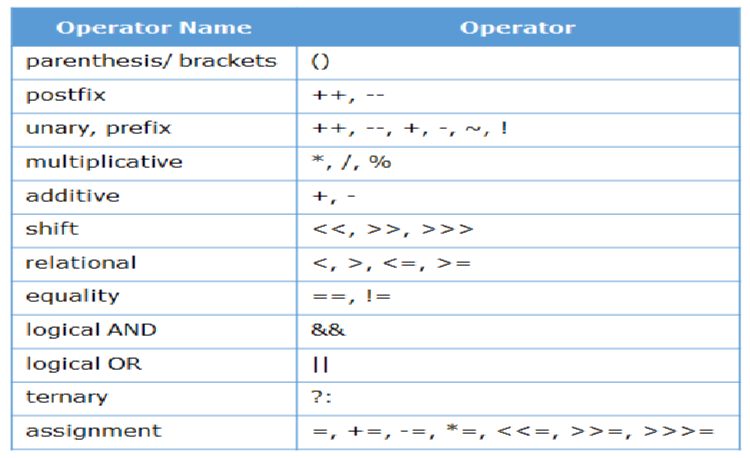 Operator Name Operator
parenthesis/ brackets ()
postfix ++, --
unary, prefix ++, --, +, -, ~, !
multiplicative *, /, %
additive +, -
shift <<, >>, >>>
relational <, >, <=, >=
equality ==, !=
logical AND &&
logical OR ||
ternary ?:
assignment =, +=, -=, *=, <<=, >>=, >>>=